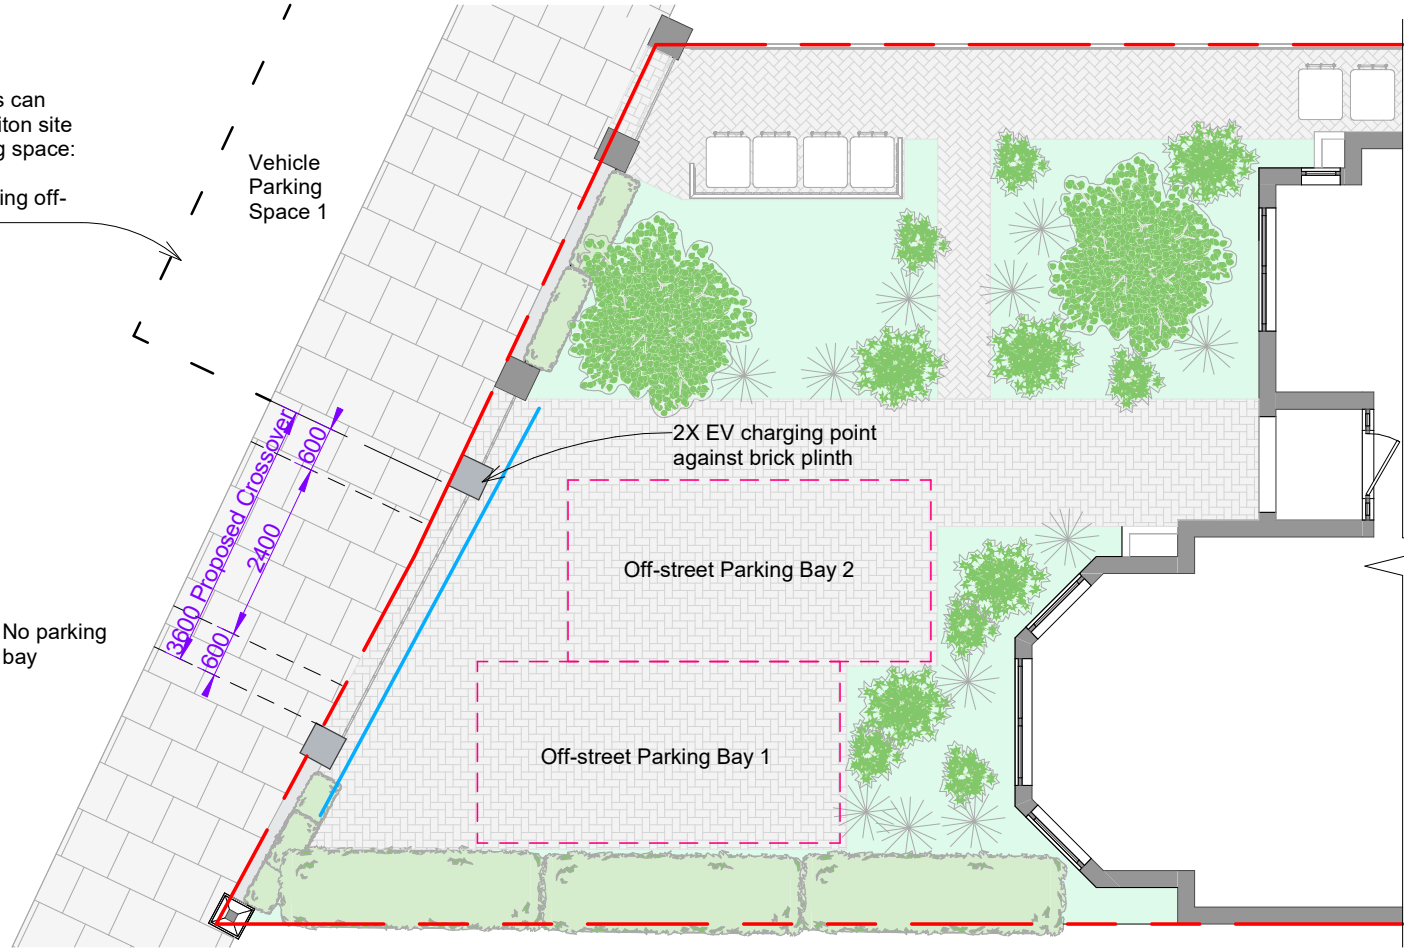 s can
iton site
g space:
ing off-
Vehicle
Parking
Space 1
2X EV charging point
against brick plinth
3600 Proposed Crossover
600
2400
600
Off-street Parking Bay 2
No parking
bay
Off-street Parking Bay 1